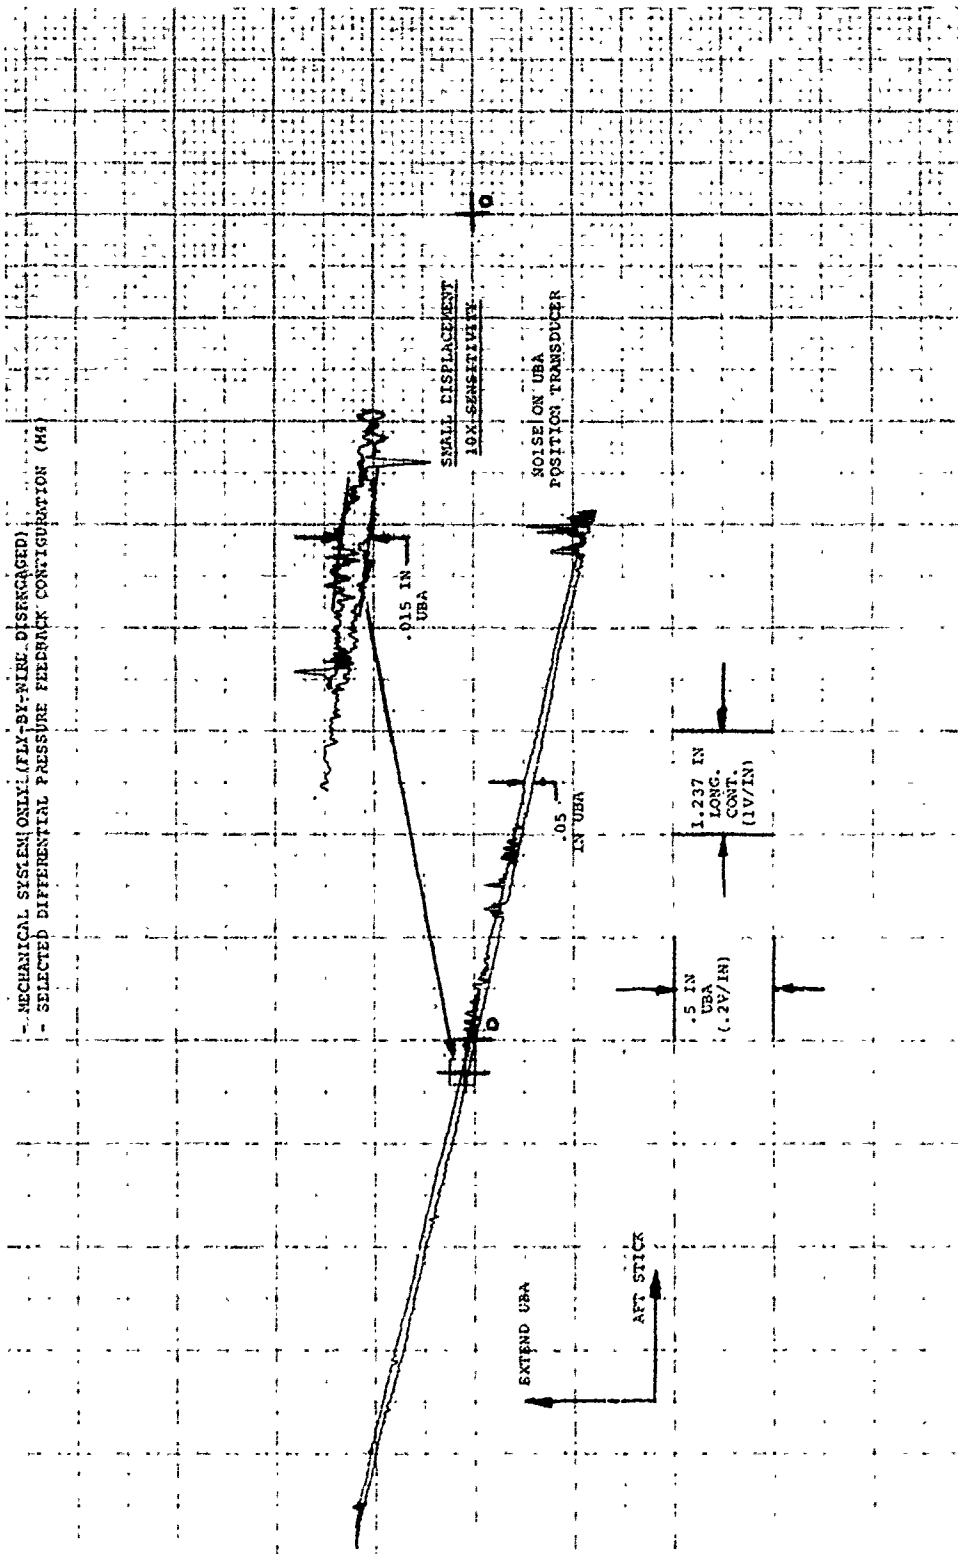 - MECHANICAL SYSTEM ONLY (FLY-BY-WIRE DISENGAGED)
- SELECTED DIFFERENTIAL PRESSURE FEEDBACK CONFIGURATION (M4)
SMALL DISPLACEMENT
10X SENSITIVITY
NOISE ON UBA
POSITION TRANSDUCER
.015 IN
UBA
.05
IN UBA
1.237 IN
LONG.
CONT.
(1V/IN)
.5 IN
UBA
(.2V/IN)
EXTEND UBA
AFT STICK
0
0